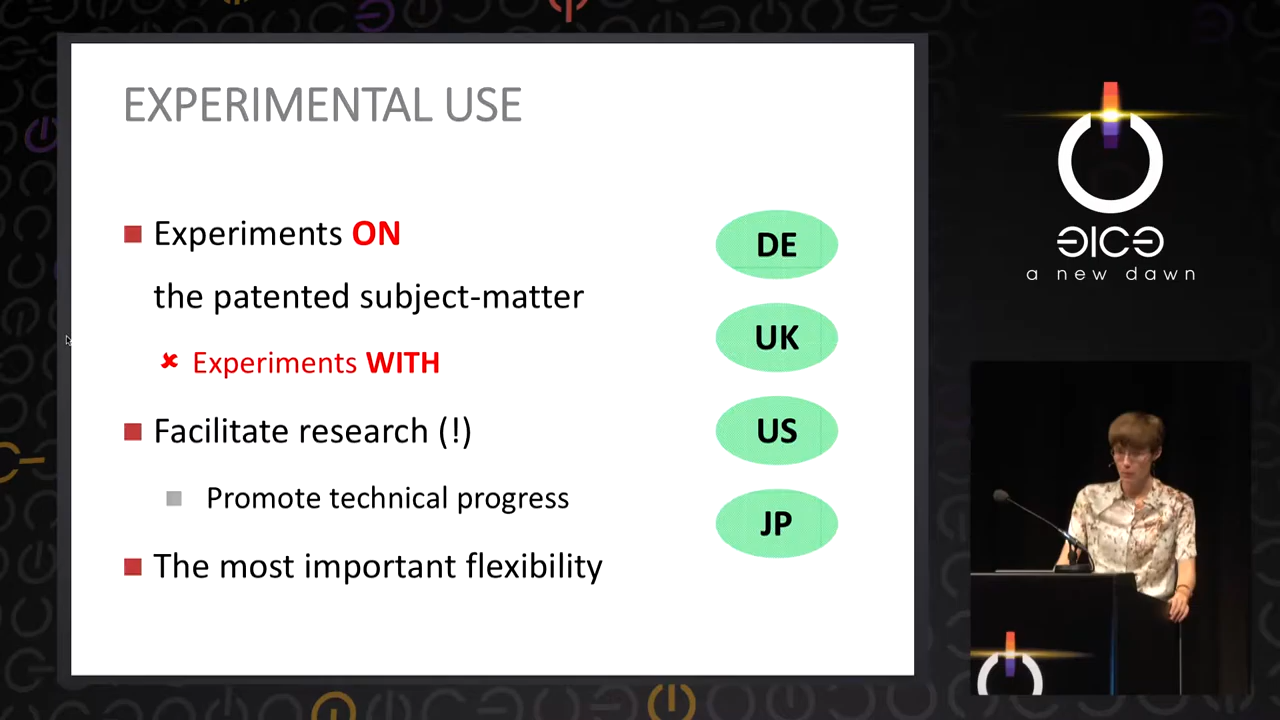 EXPERIMENTAL USE
Experiments ON
the patented subject-matter
Experiments WITH
Facilitate research (!)
Promote technical progress
The most important flexibility
DE
UK
US
JP
a new dawn